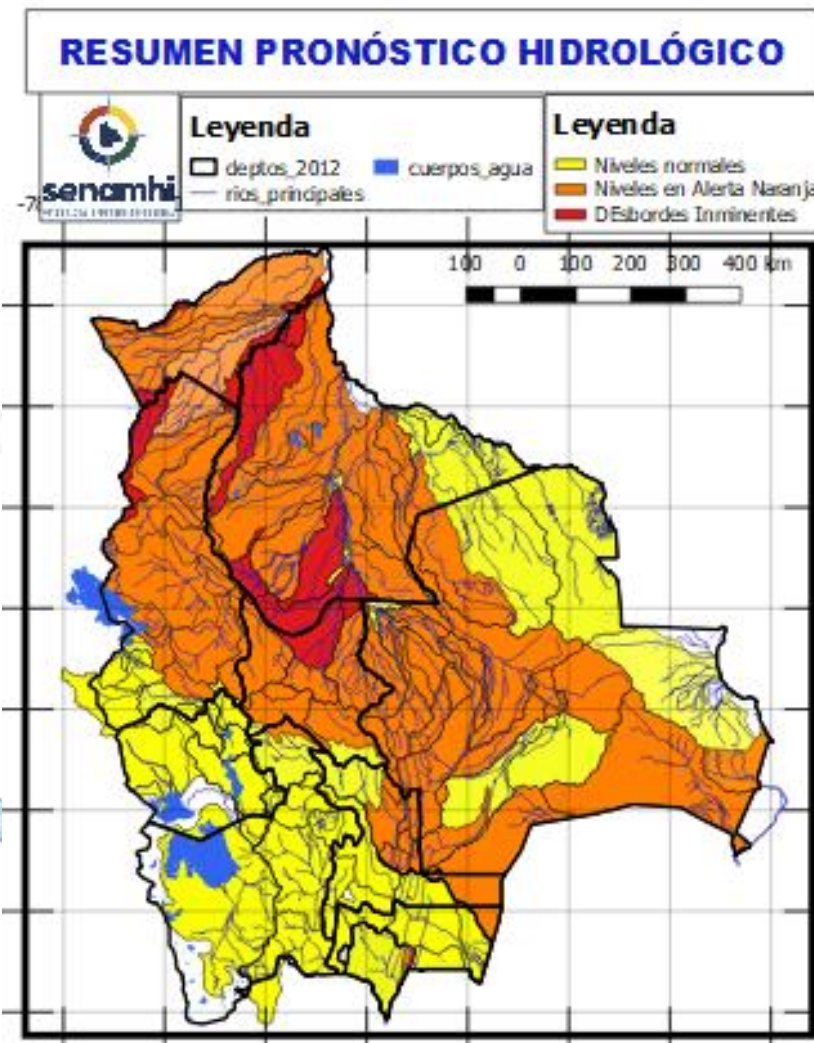 RESUMEN PRONÓSTICO HIDROLÓGICO
senamhi
Leyenda
deptos_2012
cuerpos_agua
rios_principales
Leyenda
Niveles normales
Niveles en Alerta Naranja
DEsbordes Inminentes
100 0 100 200 300 400 km